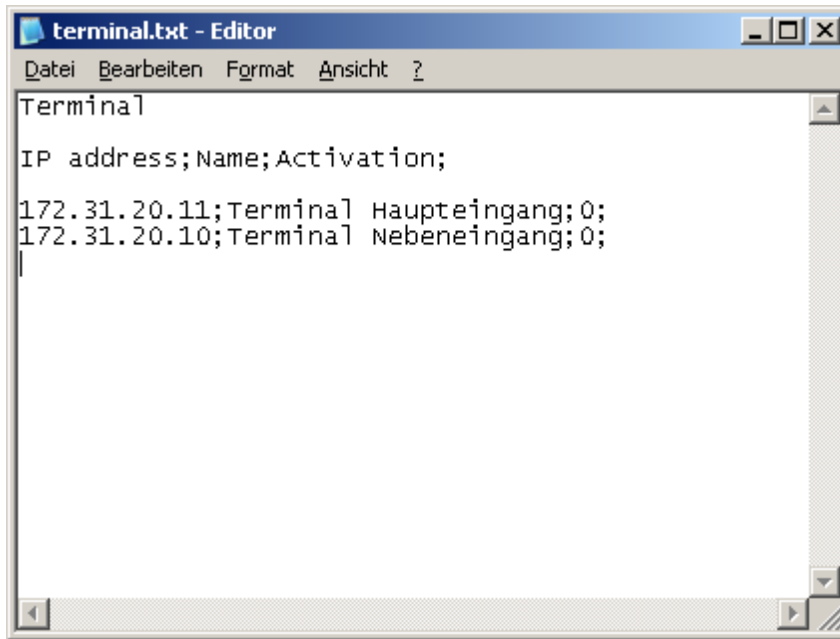 terminal.txt - Editor
Datei Bearbeiten Format Ansicht ?
Terminal
IP address;Name;Activation;
172.31.20.11;Terminal Haupteingang;0;
172.31.20.10;Terminal Nebeneingang;0;